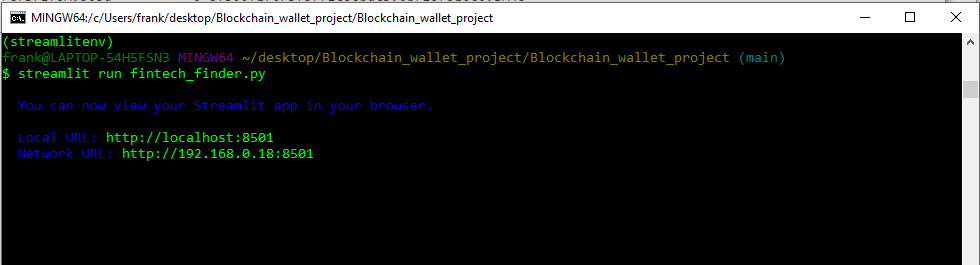 MINGW64:/c/Users/frank/desktop/Blockchain_wallet_project/Blockchain_wallet_project
(streamlitenv)
frank@LAPTOP-54H5FSN3 MINGW64 ~/desktop/Blockchain_wallet_project/Blockchain_wallet_project (main)
$ streamlit run fintech_finder.py
You can now view your Streamlit app in your browser.
Local URL: http://localhost:8501
Network URL: http://192.168.0.18:8501